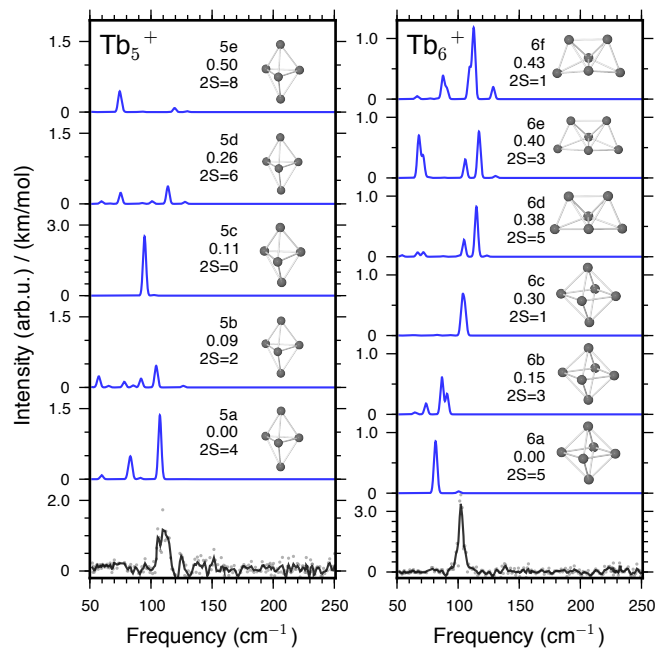 Tb₅⁺
1.5
0
5e
0.50
2S=8
1.5
0
5d
0.26
2S=6
3.0
0
5c
0.11
2S=0
1.5
0
5b
0.09
2S=2
1.5
0
5a
0.00
2S=4
2.0
0
50 100 150 200 250
Frequency (cm⁻¹)
Intensity (arb.u.) / (km/mol)
Tb₆⁺
1.0
0
6f
0.43
2S=1
1.0
0
6e
0.40
2S=3
1.0
0
6d
0.38
2S=5
1.0
0
6c
0.30
2S=1
1.0
0
6b
0.15
2S=3
1.0
0
6a
0.00
2S=5
3.0
0
50 100 150 200 250
Frequency (cm⁻¹)